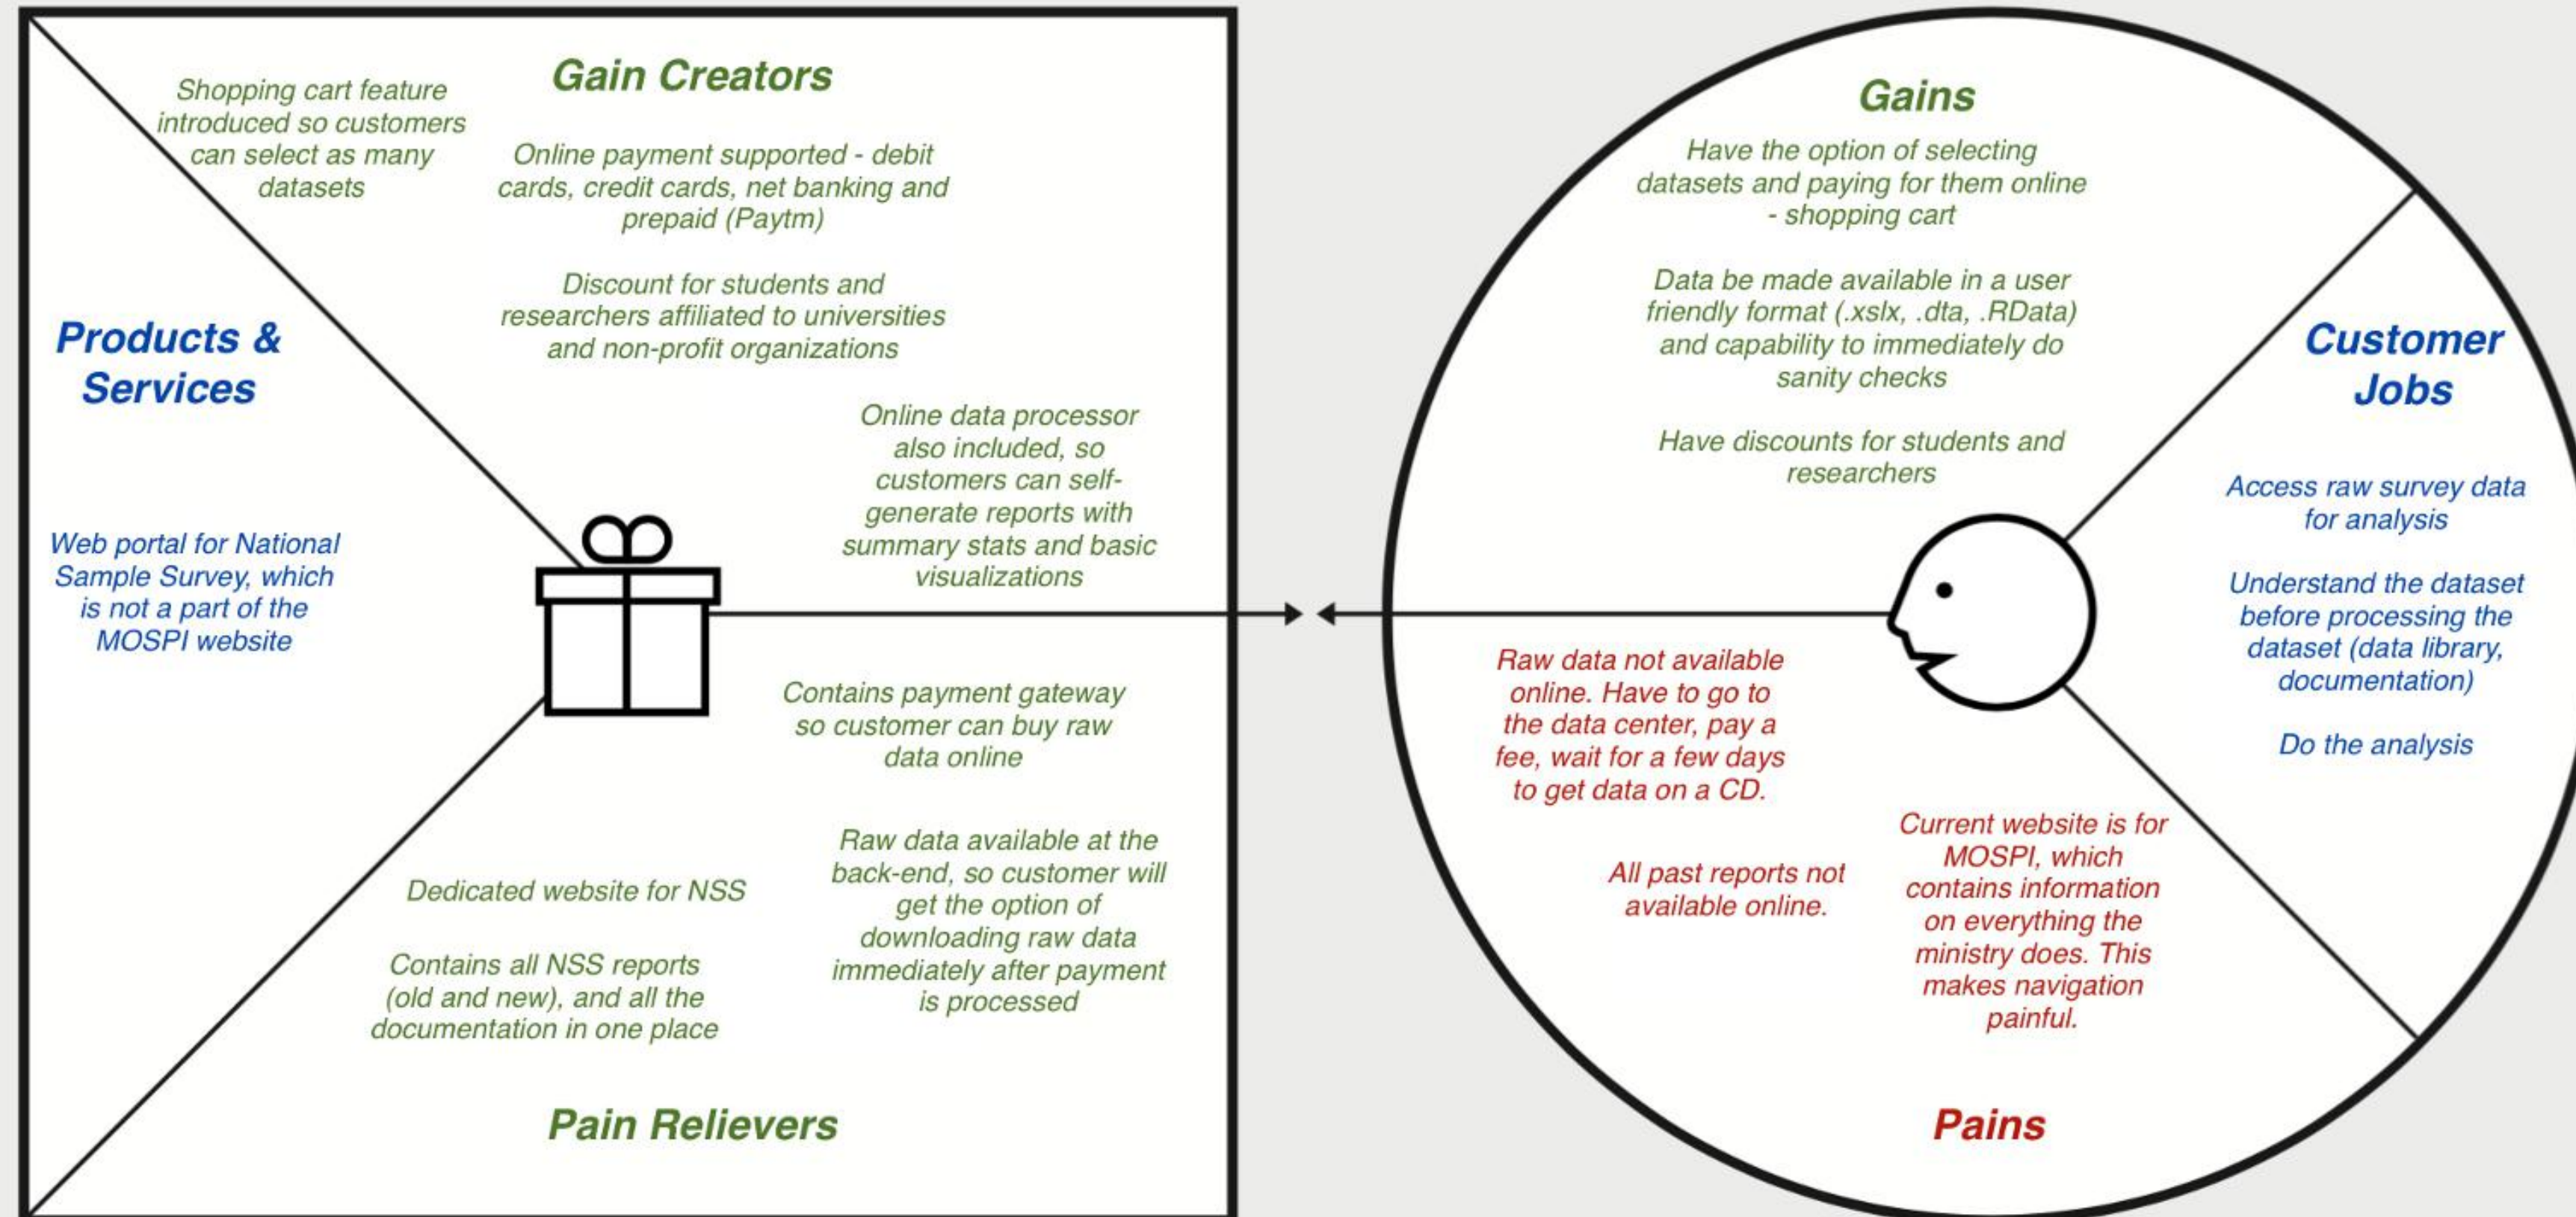 Gain Creators
Shopping cart feature
introduced so customers
can select as many
datasets
Online payment supported - debit
cards, credit cards, net banking and
prepaid (Paytm)
Discount for students and
researchers affiliated to universities
and non-profit organizations
Online data processor
also included, so
customers can self-
generate reports with
summary stats and basic
visualizations
Products &
Services
Web portal for National
Sample Survey, which
is not a part of the
MOSPI website
Contains payment gateway
so customer can buy raw
data online
Raw data available at the
back-end, so customer will
get the option of
downloading raw data
immediately after payment
is processed
Dedicated website for NSS
Contains all NSS reports
(old and new), and all the
documentation in one place
Pain Relievers
Gains
Have the option of selecting
datasets and paying for them online
- shopping cart
Data be made available in a user
friendly format (.xslx, .dta, .RData)
and capability to immediately do
sanity checks
Have discounts for students and
researchers
Customer
Jobs
Access raw survey data
for analysis
Understand the dataset
before processing the
dataset (data library,
documentation)
Do the analysis
Raw data not available
online. Have to go to
the data center, pay a
fee, wait for a few days
to get data on a CD.
All past reports not
available online.
Current website is for
MOSPI, which
contains information
on everything the
ministry does. This
makes navigation
painful.
Pains